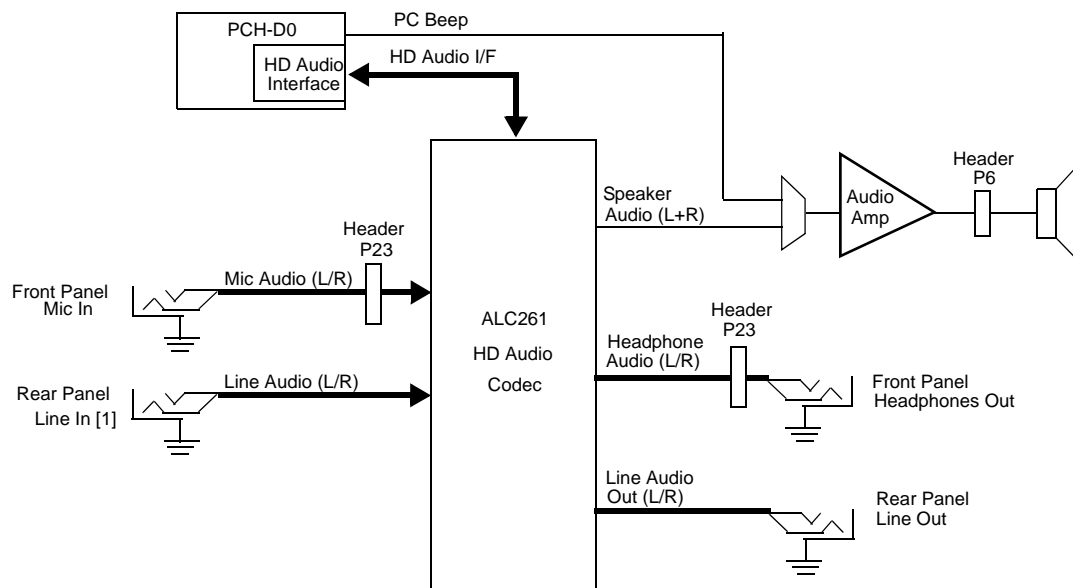 PCH-D0
HD Audio
Interface
PC Beep
HD Audio I/F
Speaker
Audio (L+R)
Audio
Amp
Header
P6
Header
P23
Mic Audio (L/R)
Front Panel
Mic In
ALC261
HD Audio
Codec
Headphone
Audio (L/R)
Header
P23
Front Panel
Headphones Out
Line Audio (L/R)
Rear Panel
Line In [1]
Line Audio
Out (L/R)
Rear Panel
Line Out